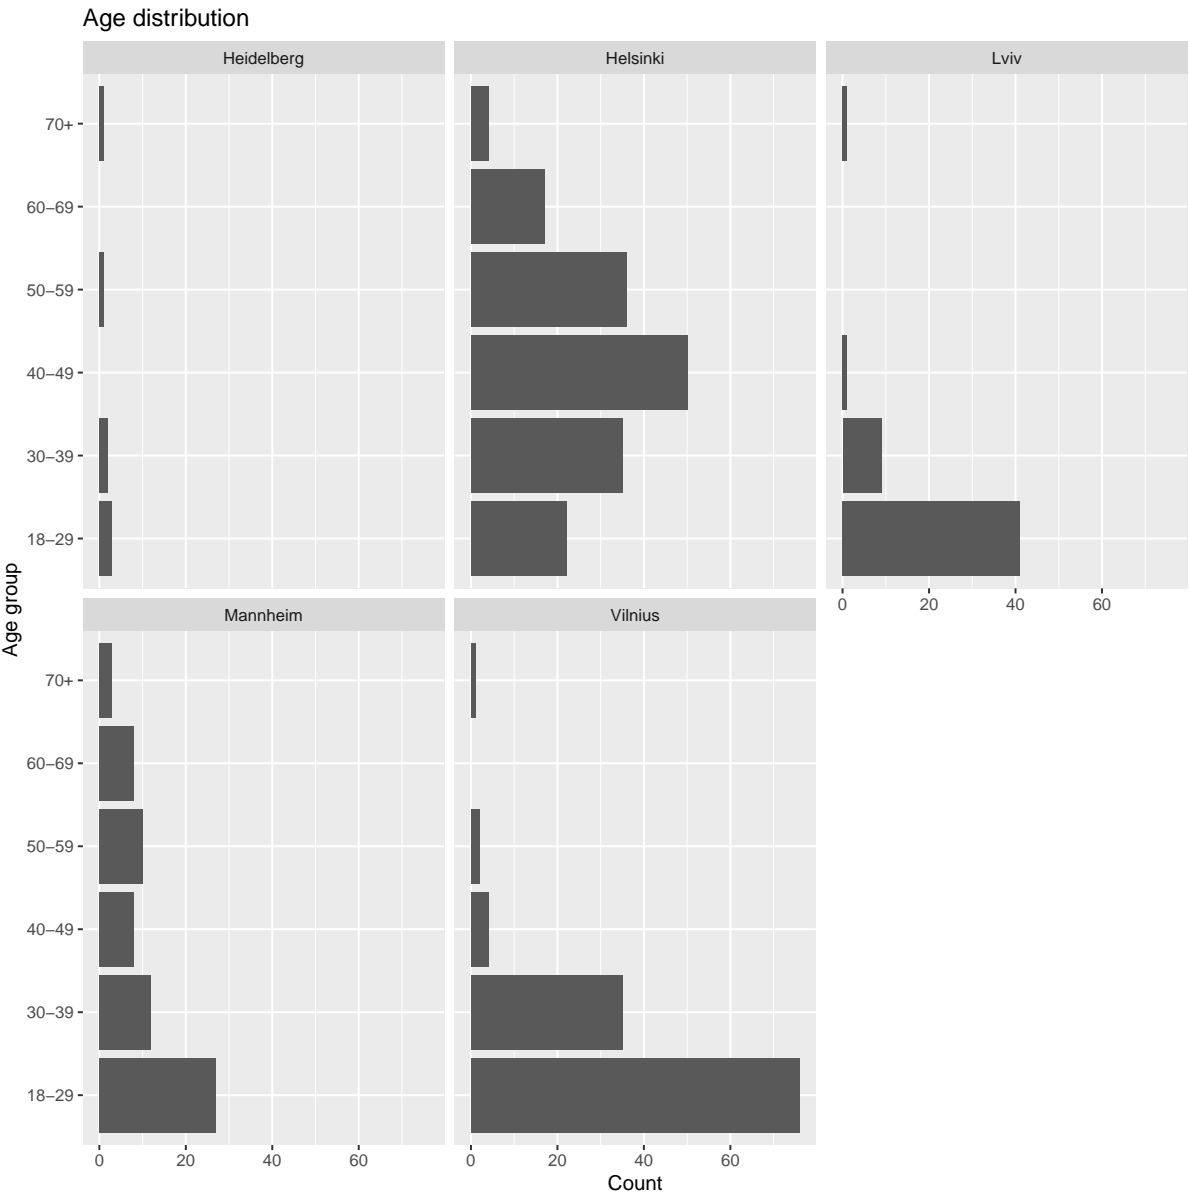 Age distribution
Heidelberg
Helsinki
Lviv
70+
60−69
50−59
40−49
30−39
18−29
0 20 40 60
Mannheim
Vilnius
70+
60−69
50−59
40−49
30−39
18−29
0 20 40 60
0 20 40 60
Age group
Count